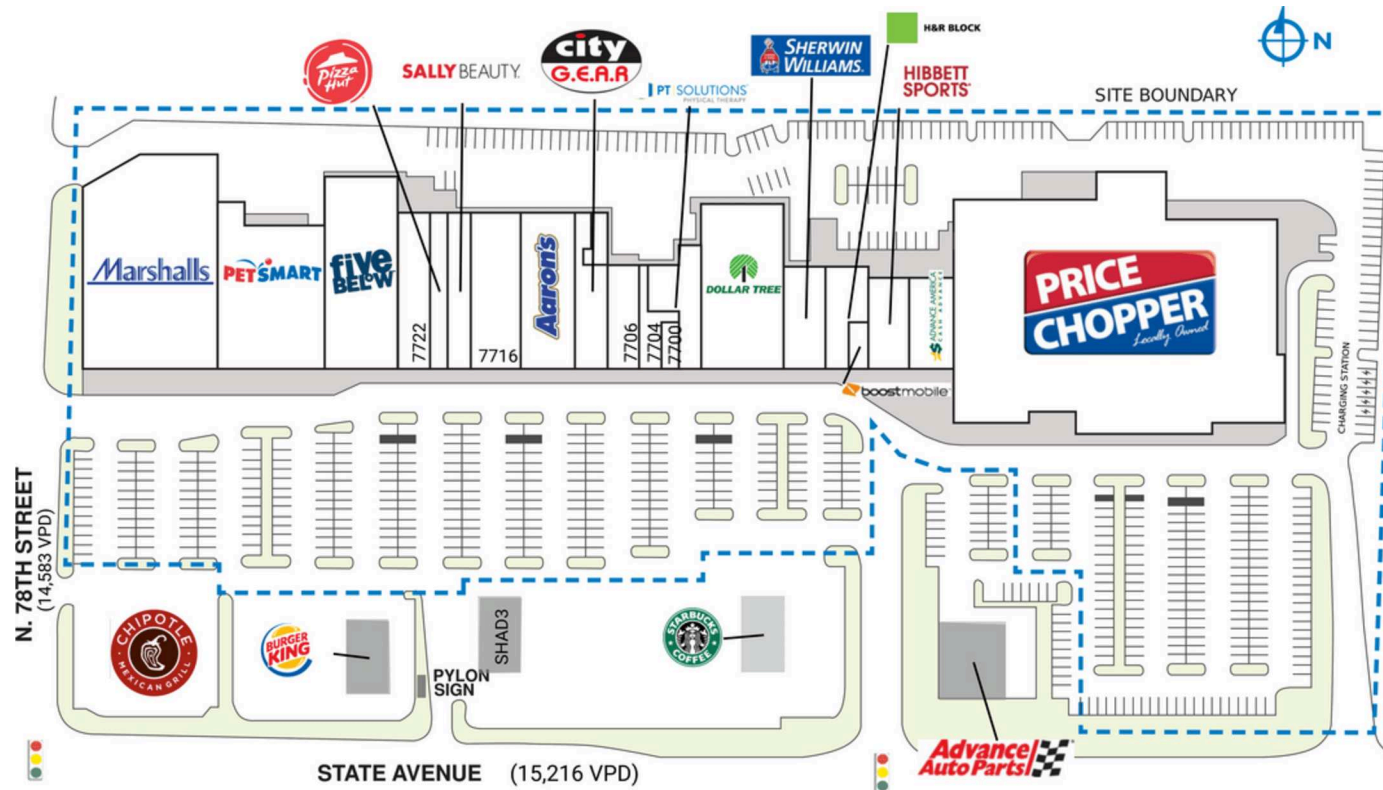 H&R BLOCK
N
Pizza
Hut
SALLY BEAUTY
city
G.E.A.R
PT SOLUTIONS
PHYSICAL THERAPY
SHERWIN
WILLIAMS.
HIBBETT
SPORTS
SITE BOUNDARY
Marshalls
PETSMART
five
BELOW
7722
7716
Aaron's
7706
7704
7700
DOLLAR TREE
ADVANCE AMERICA
CASH ADVANCE
PRICE
CHOPPER
Locally Owned
boostmobile
CHARGING STATION
N. 78TH STREET
(14,583 VPD)
CHIPOTLE
MEXICAN GRILL
BURGER
KING
PYLON
SIGN
SHAD3
STARBUCKS
COFFEE
Advance
Auto Parts
STATE AVENUE (15,216 VPD)